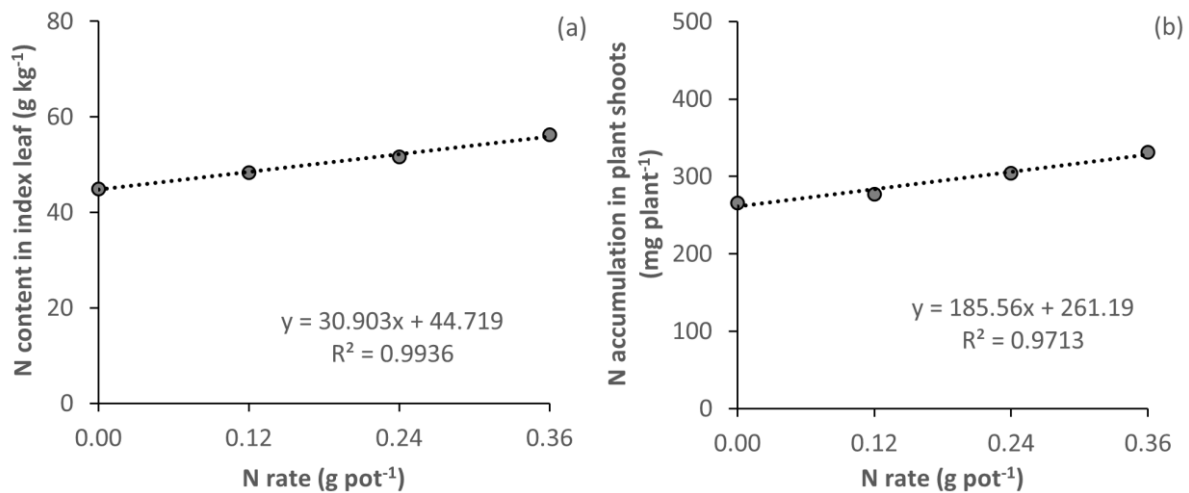 (a)
N content in index leaf (g kg⁻¹)
80
60
40
20
0
y = 30.903x + 44.719
R² = 0.9936
0.00 0.12 0.24 0.36
N rate (g pot⁻¹)
(b)
N accumulation in plant shoots
(mg plant⁻¹)
500
400
300
200
100
0
y = 185.56x + 261.19
R² = 0.9713
0.00 0.12 0.24 0.36
N rate (g pot⁻¹)